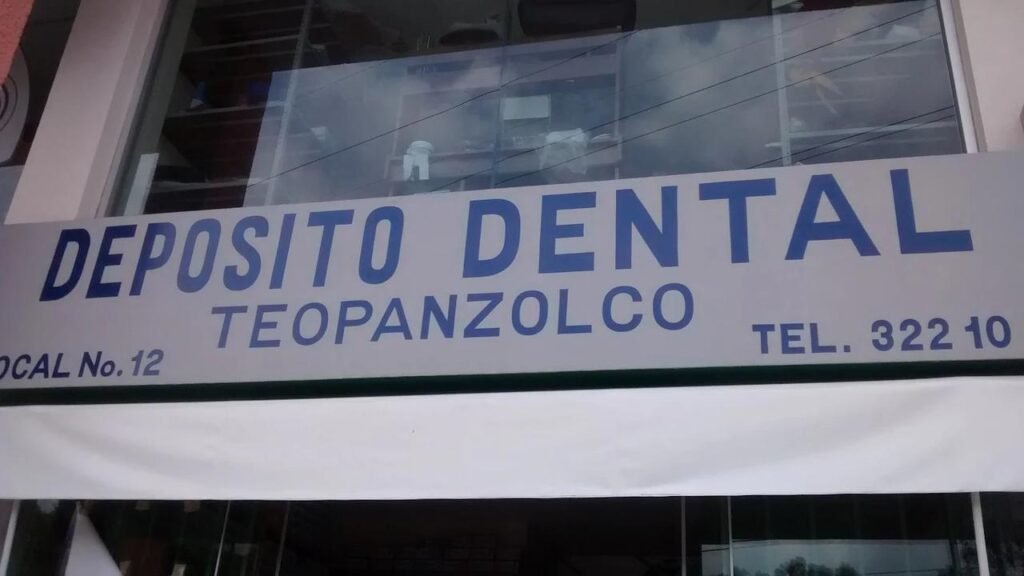 DEPOSITO DENTAL
TEOPANZOLCO
OCAL No. 12
TEL. 322 10